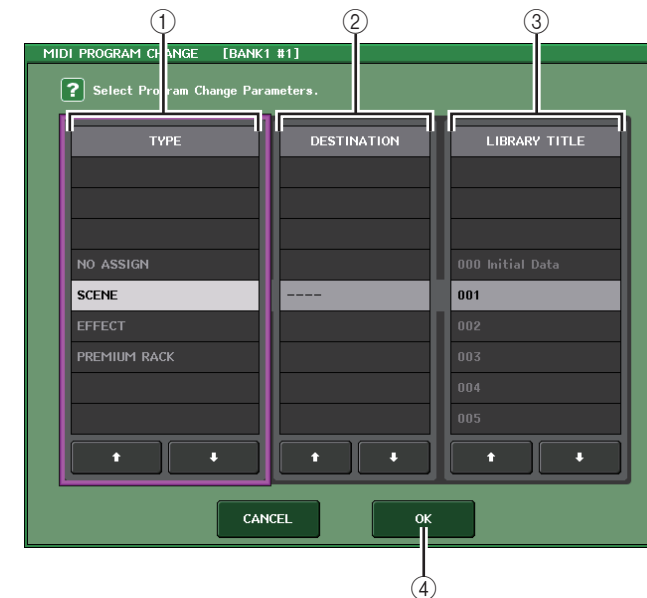 ① ② ③
MIDI PROGRAM CHANGE [BANK1 #1]
? Select Program Change Parameters.
TYPE DESTINATION LIBRARY TITLE
NO ASSIGN 000 Initial Data
SCENE ---- 001
EFFECT 002
PREMIUM RACK 003
004
005
CANCEL OK
④